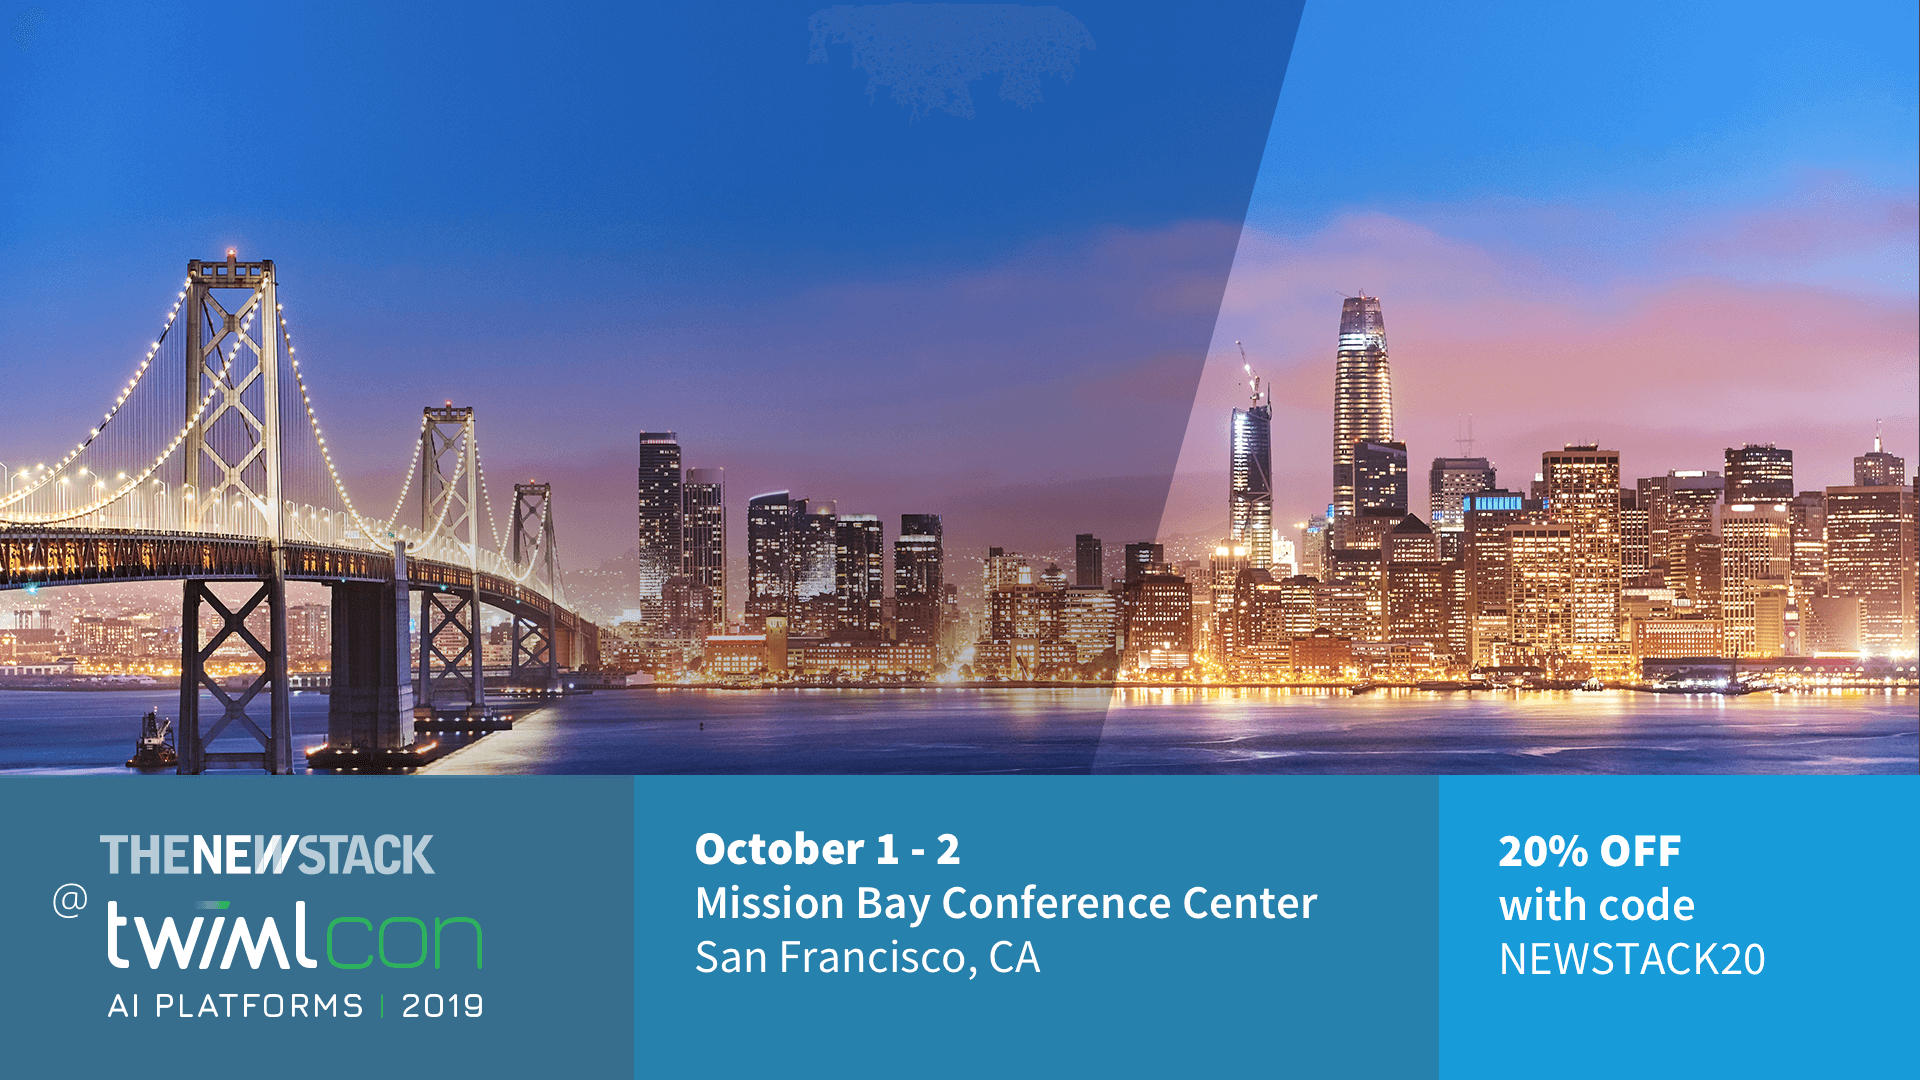 THENEWSTACK
@
twimlcon
AI PLATFORMS | 2019
October 1 - 2
Mission Bay Conference Center
San Francisco, CA
20% OFF
with code
NEWSTACK20